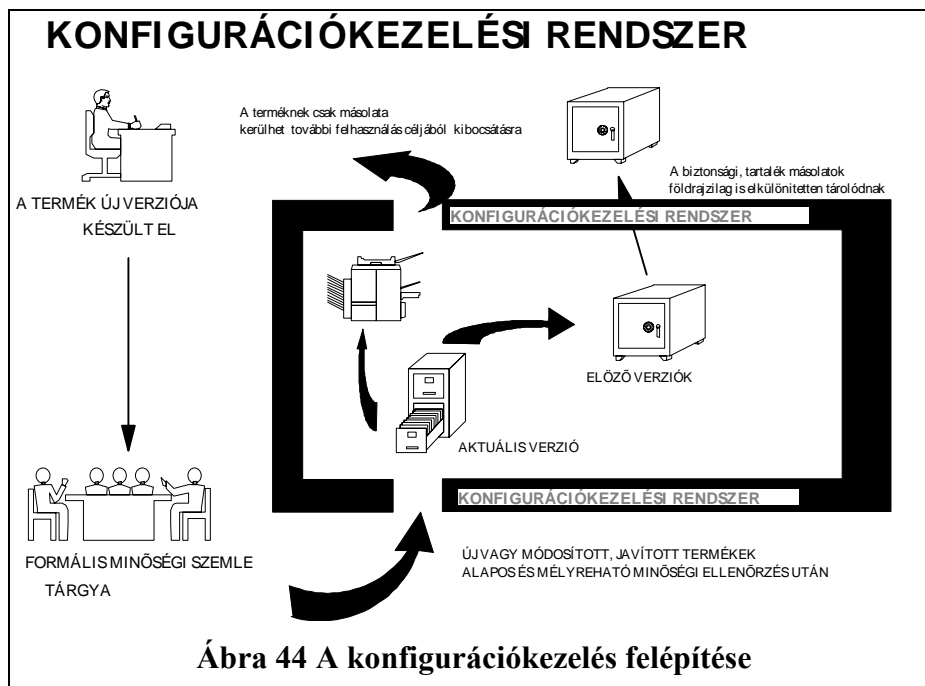 KONFIGURÁCIÓKEZELÉSI RENDSZER
A terméknek csak másolata
kerülhet további felhasználás céljából kibocsátásra
A biztonsági, tartalék másolatok
földrajzilag is elkülönitetten tárolódnak
A TERMÉK ÚJ VERZIÓJA
KÉSZÜLT EL
KONFIGURÁCIÓKEZELÉSI RENDSZER
ELÖZŐ VERZIÓK
AKTUÁLIS VERZIÓ
KONFIGURÁCIÓKEZELÉSI RENDSZER
FORMÁLIS MINŐSÉGI SZEMLE
TÁRGYA
ÚJ VAGY MÓDOSÍTOTT, JAVÍTOTT TERMÉKEK
ALAPOS ÉS MÉLYREHATÓ MINŐSÉGI ELLENŐRZÉS UTÁN
Ábra 44 A konfigurációkezelés felépítése